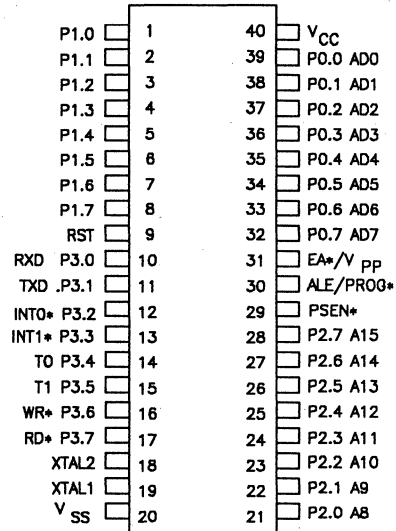 P1.0 1 40 VCC
P1.1 2 39 P0.0 AD0
P1.2 3 38 P0.1 AD1
P1.3 4 37 P0.2 AD2
P1.4 5 36 P0.3 AD3
P1.5 6 35 P0.4 AD4
P1.6 7 34 P0.5 AD5
P1.7 8 33 P0.6 AD6
RST 9 32 P0.7 AD7
RXD P3.0 10 31 EA*/VPP
TXD .P3.1 11 30 ALE/PROG*
INT0* P3.2 12 29 PSEN*
INT1* P3.3 13 28 P2.7 A15
T0 P3.4 14 27 P2.6 A14
T1 P3.5 15 26 P2.5 A13
WR* P3.6 16 25 P2.4 A12
RD* P3.7 17 24 P2.3 A11
XTAL2 18 23 P2.2 A10
XTAL1 19 22 P2.1 A9
VSS 20 21 P2.0 A8